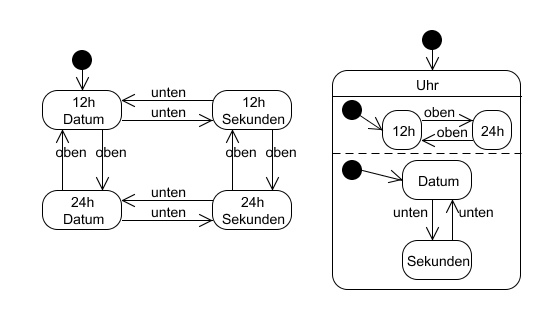 12h
Datum
unten
unten
12h
Sekunden
oben
oben
oben
oben
24h
Datum
unten
unten
24h
Sekunden
Uhr
12h
oben
oben
24h
Datum
unten
unten
Sekunden